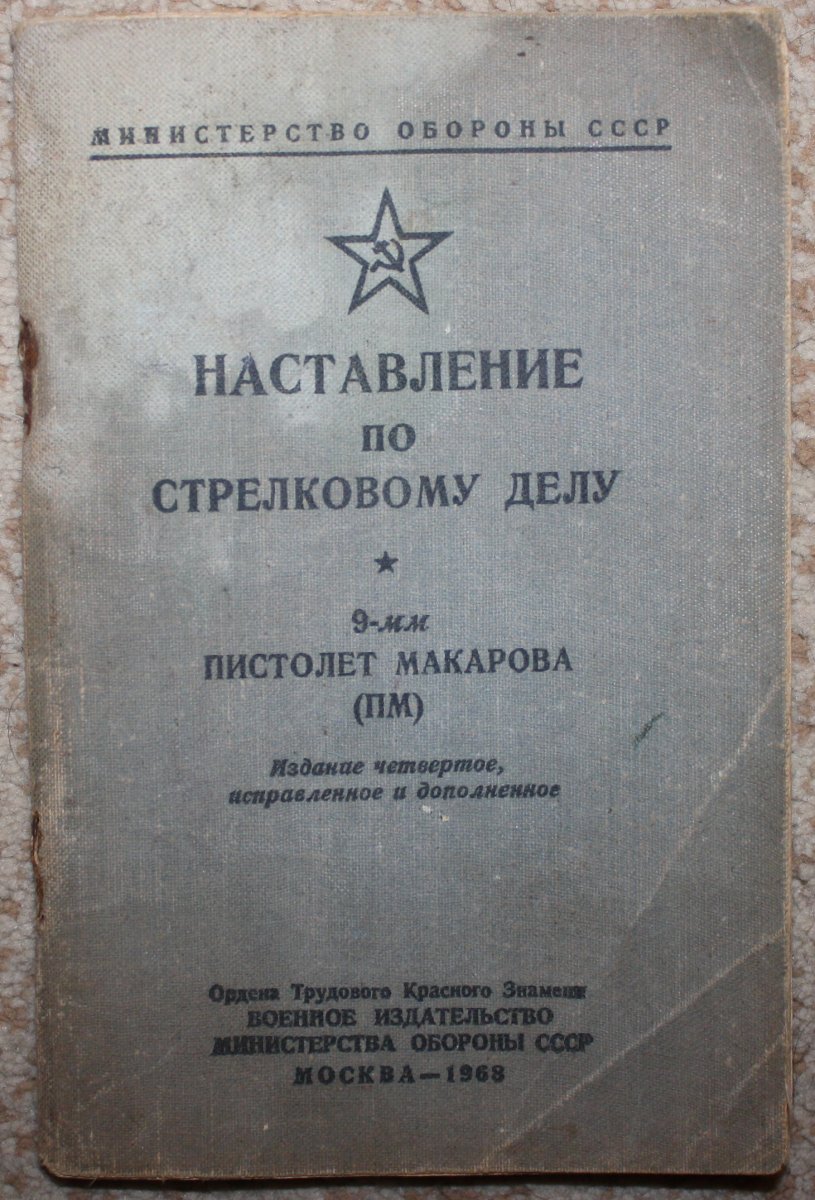 МИНИСТЕРСТВО ОБОРОНЫ СССР
НАСТАВЛЕНИЕ
ПО
СТРЕЛКОВОМУ ДЕЛУ
9-мм
ПИСТОЛЕТ МАКАРОВА
(ПМ)
Издание четвертое,
исправленное и дополненное
Ордена Трудового Красного Знамени
ВОЕННОЕ ИЗДАТЕЛЬСТВО
МИНИСТЕРСТВА ОБОРОНЫ СССР
МОСКВА—1968